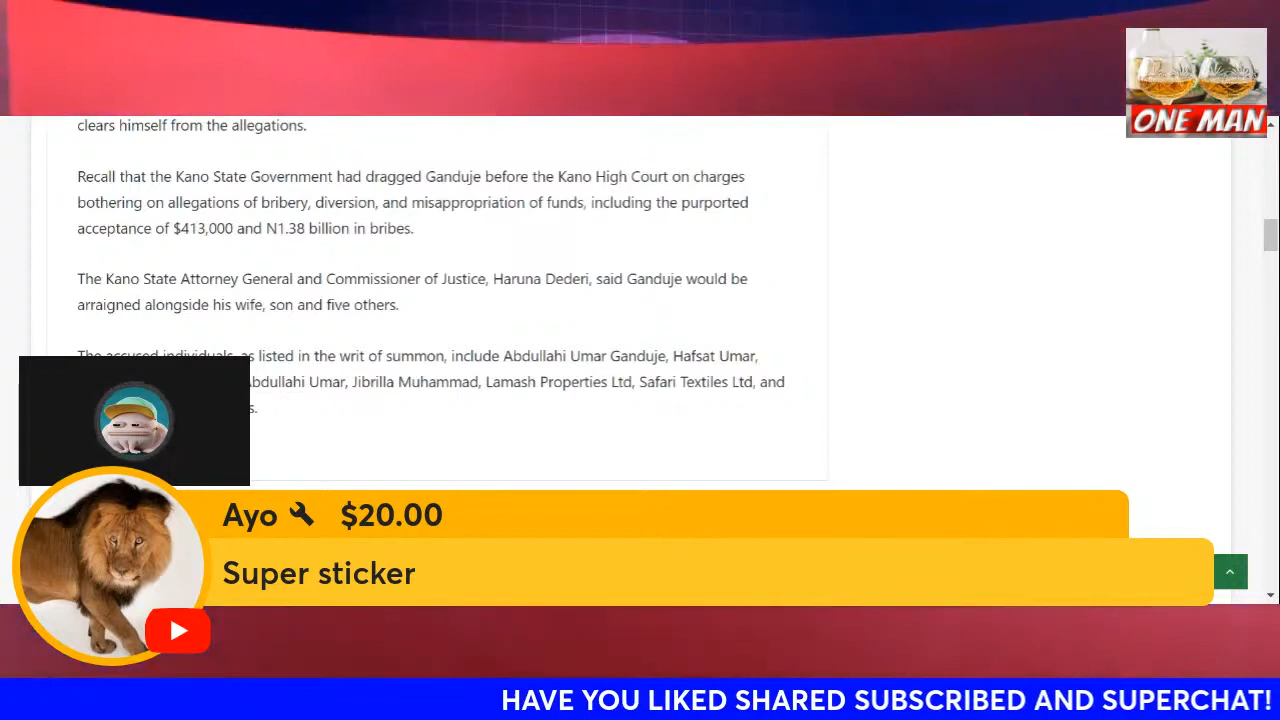 ONE MAN
clears himself from the allegations.
Recall that the Kano State Government had dragged Ganduje before the Kano High Court on charges
bothering on allegations of bribery, diversion, and misappropriation of funds, including the purported
acceptance of $413,000 and N1.38 billion in bribes.
The Kano State Attorney General and Commissioner of Justice, Haruna Dederi, said Ganduje would be
arraigned alongside his wife, son and five others.
The accused individuals, as listed in the writ of summon, include Abdullahi Umar Ganduje, Hafsat Umar,
Abdullahi Umar, Jibrilla Muhammad, Lamash Properties Ltd, Safari Textiles Ltd, and
s.
Ayo $20.00
Super sticker
HAVE YOU LIKED SHARED SUBSCRIBED AND SUPERCHAT!